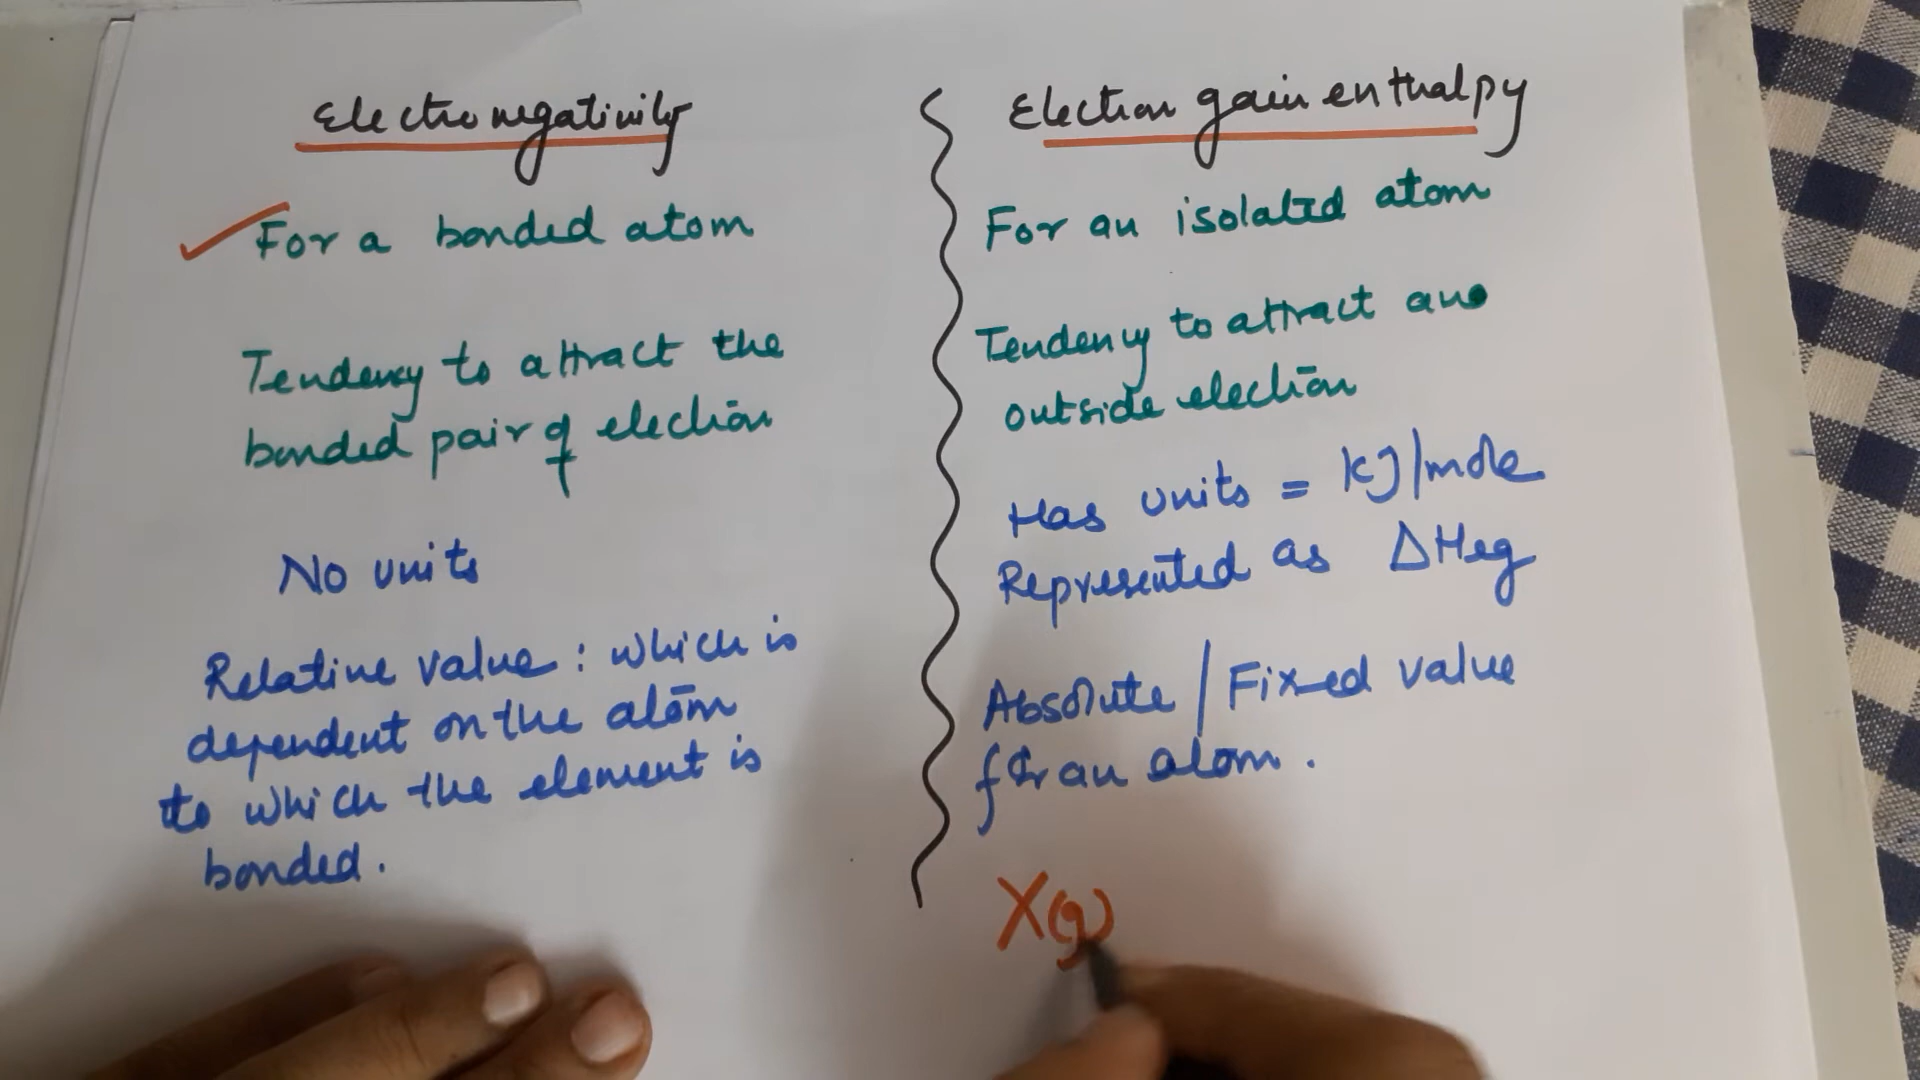 Electronegativity
For a bonded atom
Tendency to attract the
bonded pair of electron
No units
Relative value : which is
dependent on the atom
to which the element is
bonded.
Electron gain enthalpy
For an isolated atom
Tendency to attract an
outside electron
Has units = kJ/mole
Represented as ΔHeg
Absolute / Fixed value
for an atom.
X(g)